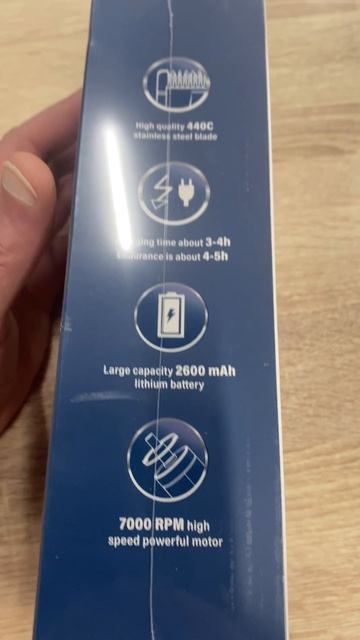 High quality 440C
stainless steel blade
time about 3-4h
Endurance is about 4-5h
Large capacity 2600 mAh
lithium battery
7000 RPM high
speed powerful motor